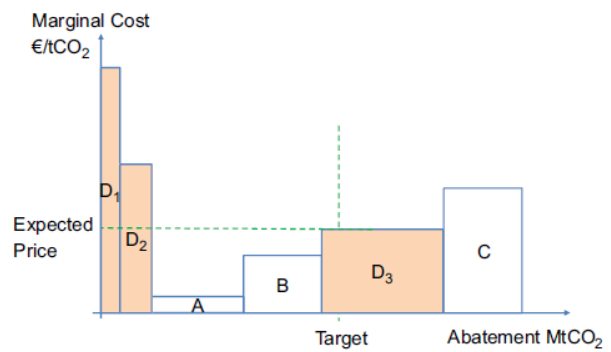 Marginal Cost
€/tCO₂
D₁
D₂
Expected
Price
A
B
D₃
C
Target
Abatement MtCO₂